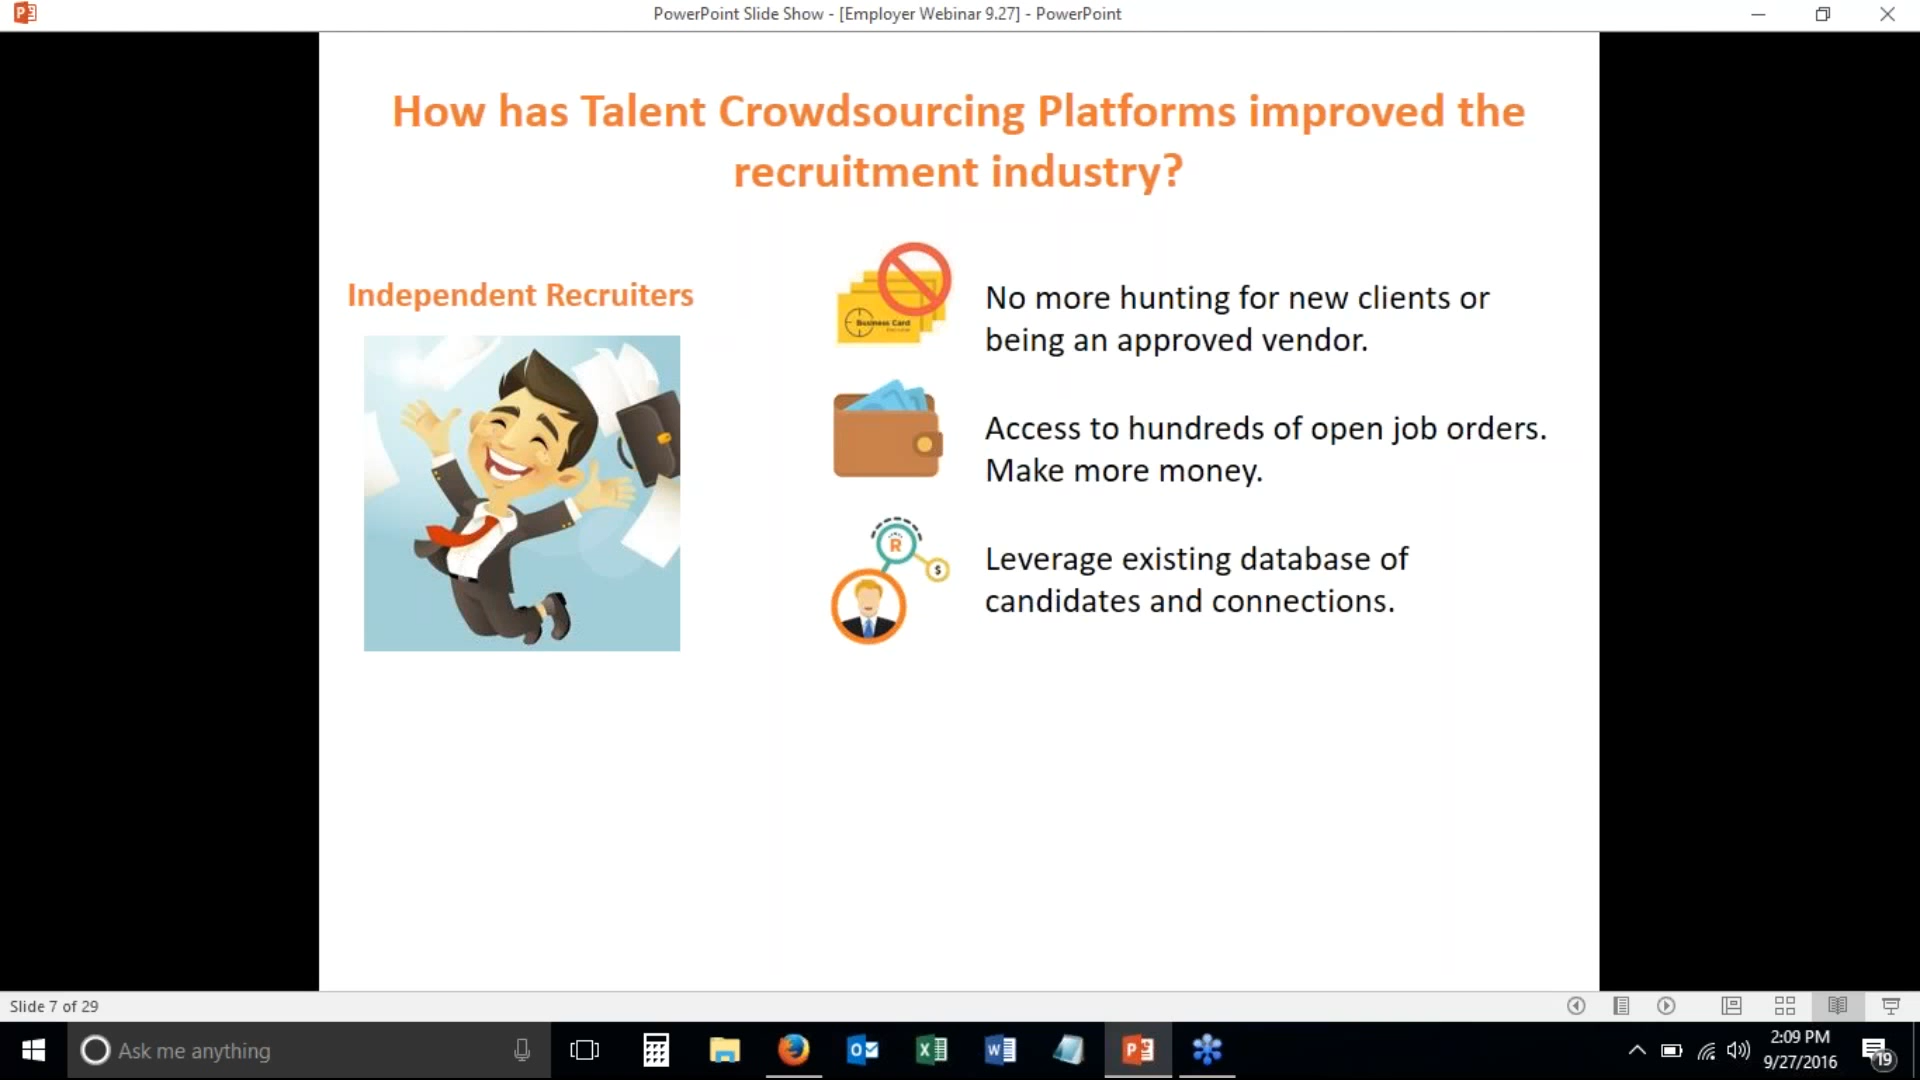 PowerPoint Slide Show - [Employer Webinar 9.27] - PowerPoint
How has Talent Crowdsourcing Platforms improved the
recruitment industry?
Independent Recruiters
Business Card
No more hunting for new clients or
being an approved vendor.
Access to hundreds of open job orders.
Make more money.
R
$
Leverage existing database of
candidates and connections.
Slide 7 of 29
Ask me anything
2:09 PM
9/27/2016
19